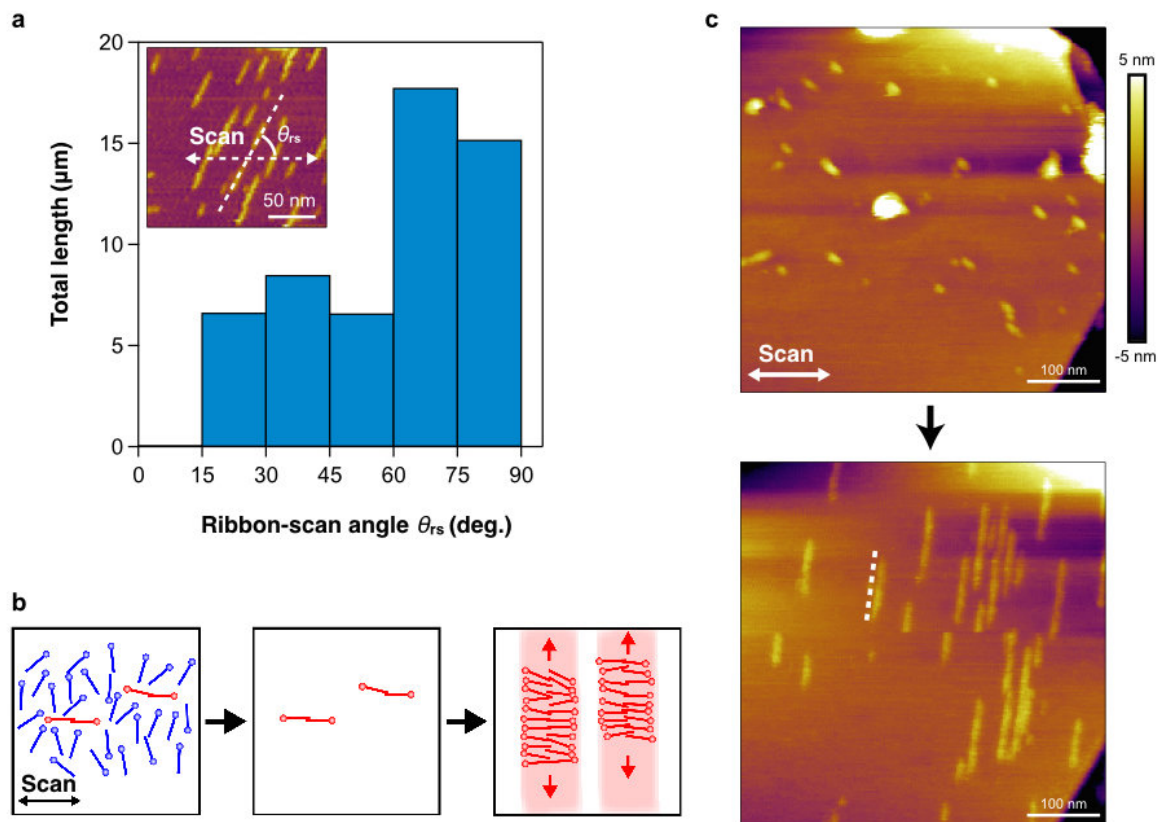 a
20
15
10
5
0
Total length (μm)
Scan
θrs
50 nm
0 15 30 45 60 75 90
Ribbon-scan angle θrs (deg.)
b
Scan
c
5 nm
-5 nm
Scan
100 nm
100 nm